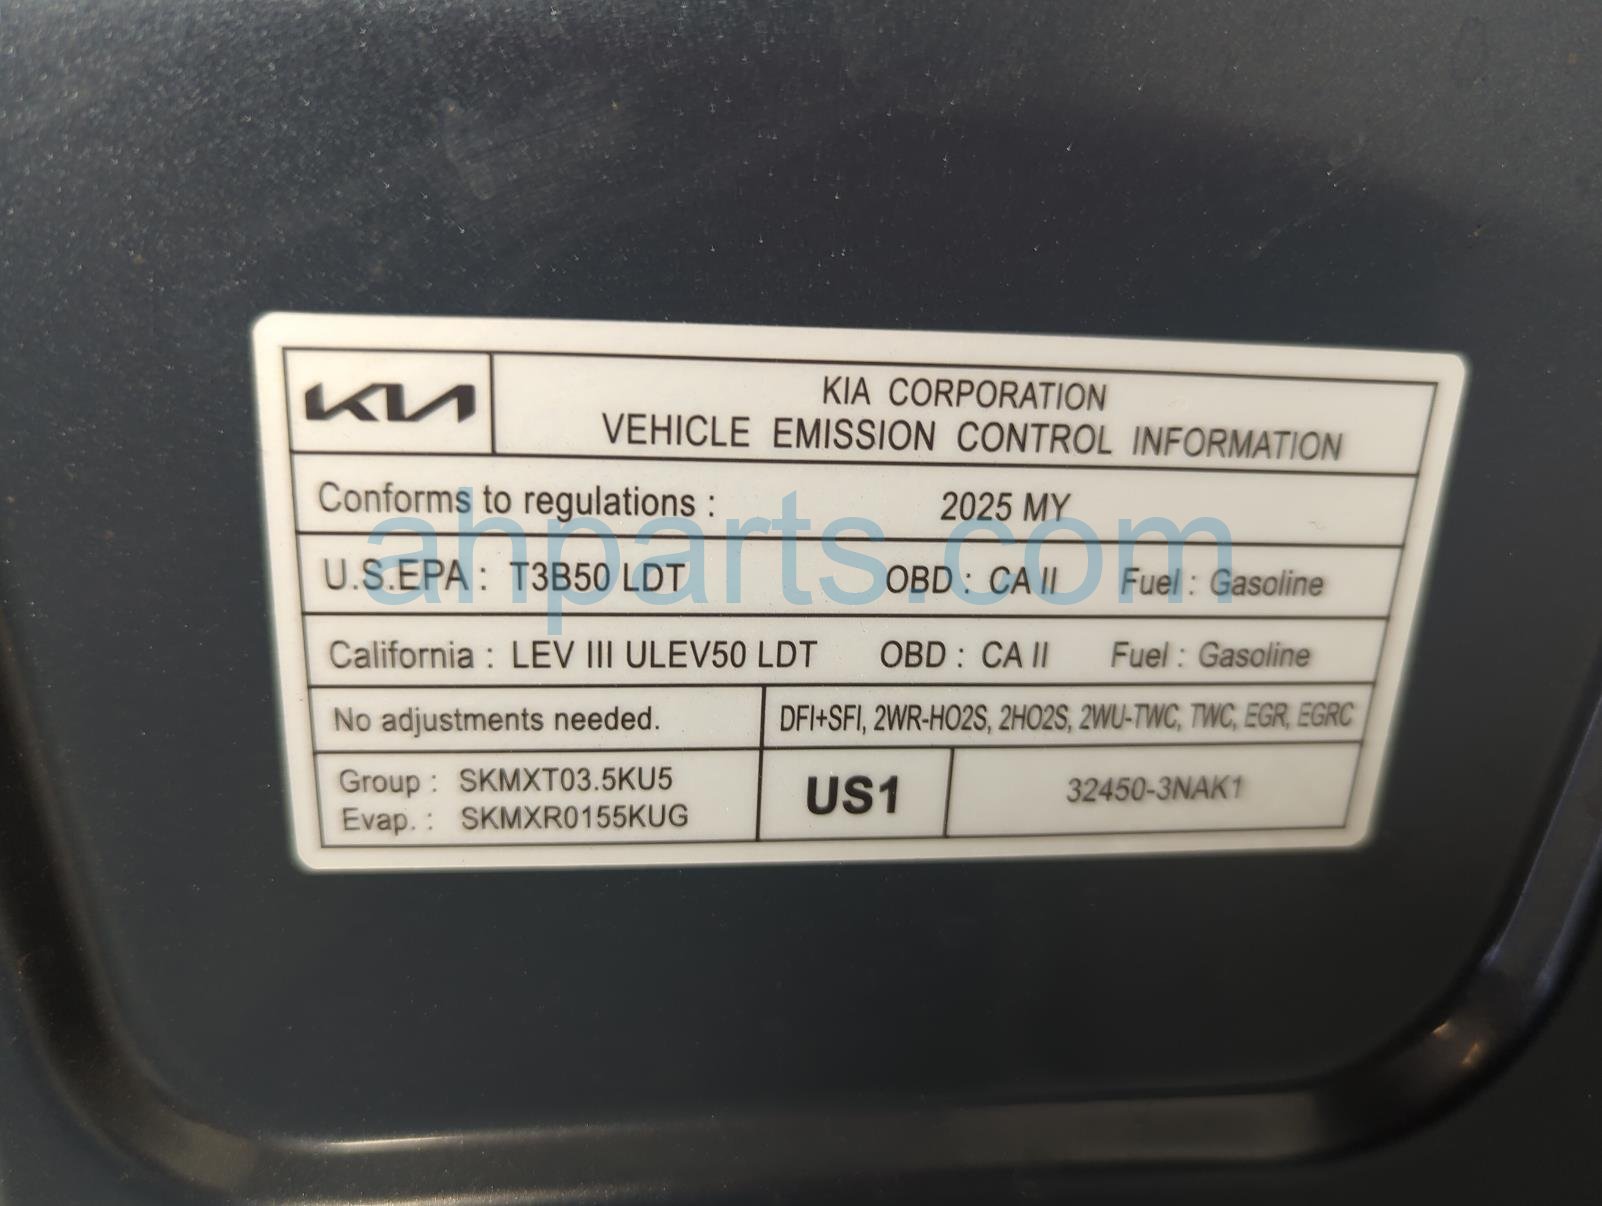 KIA
KIA CORPORATION
VEHICLE EMISSION CONTROL INFORMATION
Conforms to regulations : 2025 MY
U.S.EPA : T3B50 LDT OBD : CA II Fuel : Gasoline
California : LEV III ULEV50 LDT OBD : CA II Fuel : Gasoline
No adjustments needed. DFI+SFI, 2WR-HO2S, 2HO2S, 2WU-TWC, TWC, EGR, EGRC
Group : SKMXT03.5KU5
Evap. : SKMXR0155KUG
US1
32450-3NAK1
ahparts.com